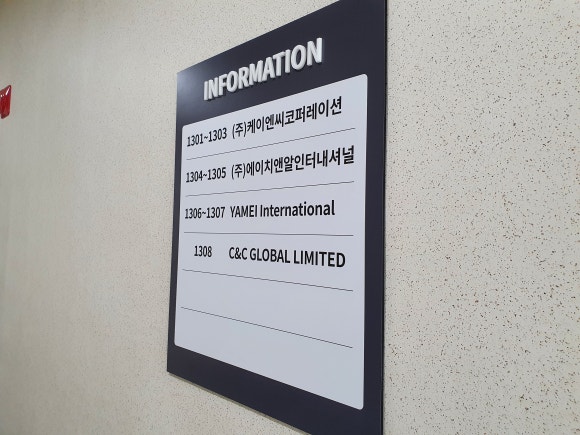 INFORMATION
1301~1303 (주)케이엔씨코퍼레이션
1304~1305 (주)에이치앤알인터내셔널
1306~1307 YAMEI International
1308 C&C GLOBAL LIMITED